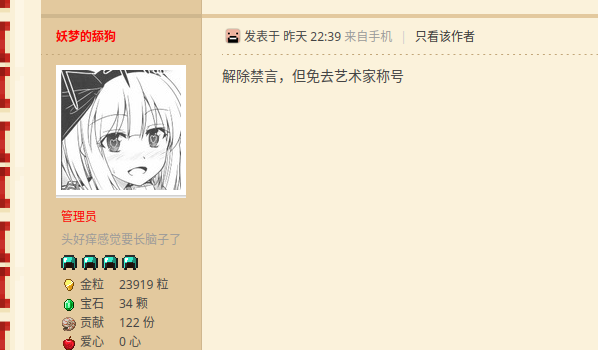 妖梦的舔狗
发表于 昨天 22:39 来自手机 | 只看该作者
解除禁言，但免去艺术家称号
管理员
头好痒感觉要长脑子了
金粒 23919 粒
宝石 34 颗
贡献 122 份
爱心 0 心